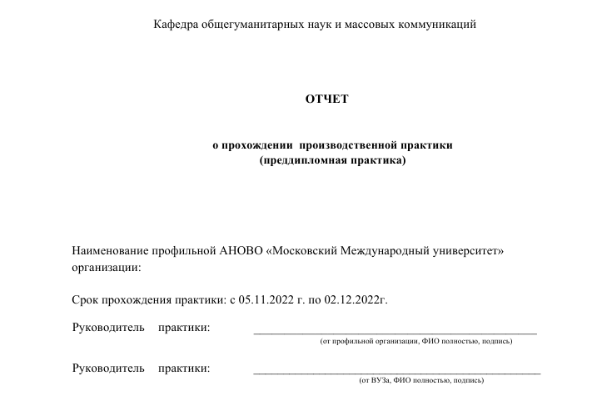 Кафедра общегуманитарных наук и массовых коммуникаций
ОТЧЕТ
о прохождении производственной практики
(преддипломная практика)
Наименование профильной АНОВО «Московский Международный университет»
организации:
Срок прохождения практики: с 05.11.2022 г. по 02.12.2022г.
Руководитель практики: ______________________________
(от профильной организации, ФИО полностью, подпись)
Руководитель практики: ______________________________
(от ВУЗа, ФИО полностью, подпись)